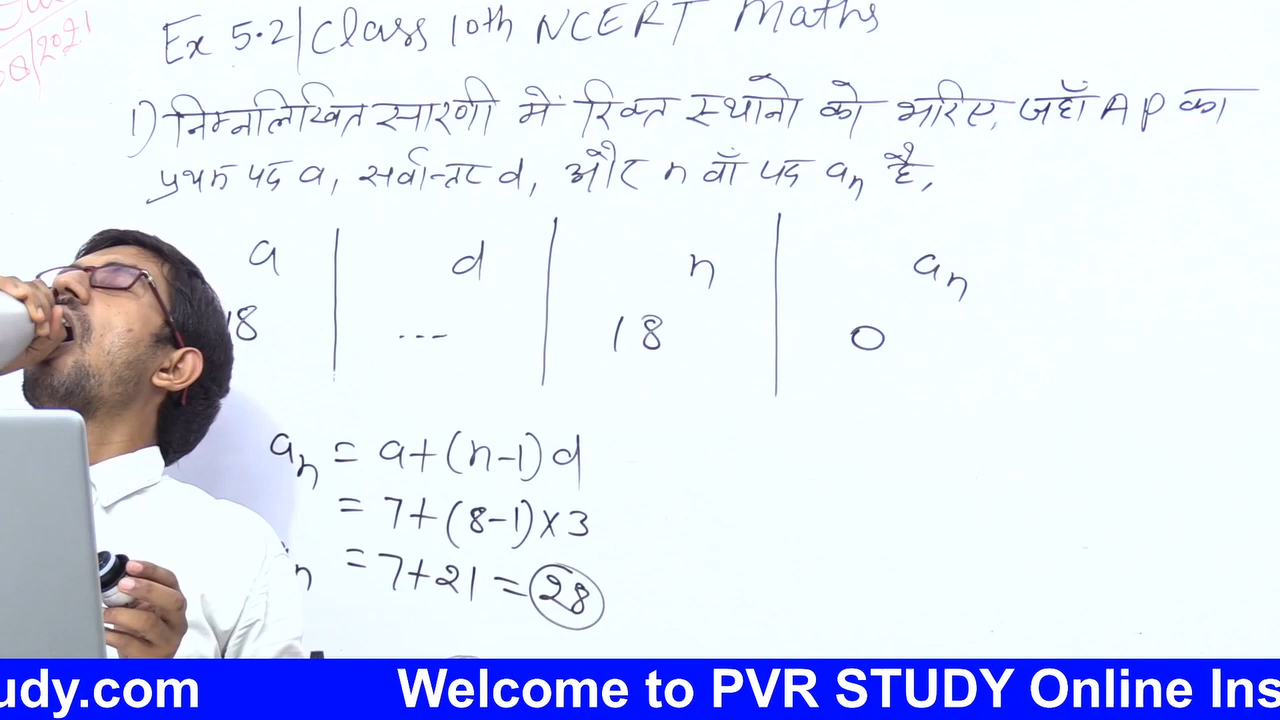 08/2021
Ex 5.2/Class 10th NCERT Maths
1) निम्नलिखित सारणी में रिक्त स्थानो को भरिए, जहाँ AP का
प्रथम पद a, सर्वान्तर d, और n वाँ पद an है,
a d n an
18 --- 18 0
an = a+(n-1)d
= 7+(8-1)×3
n = 7+21 = 28
udy.com Welcome to PVR STUDY Online Ins